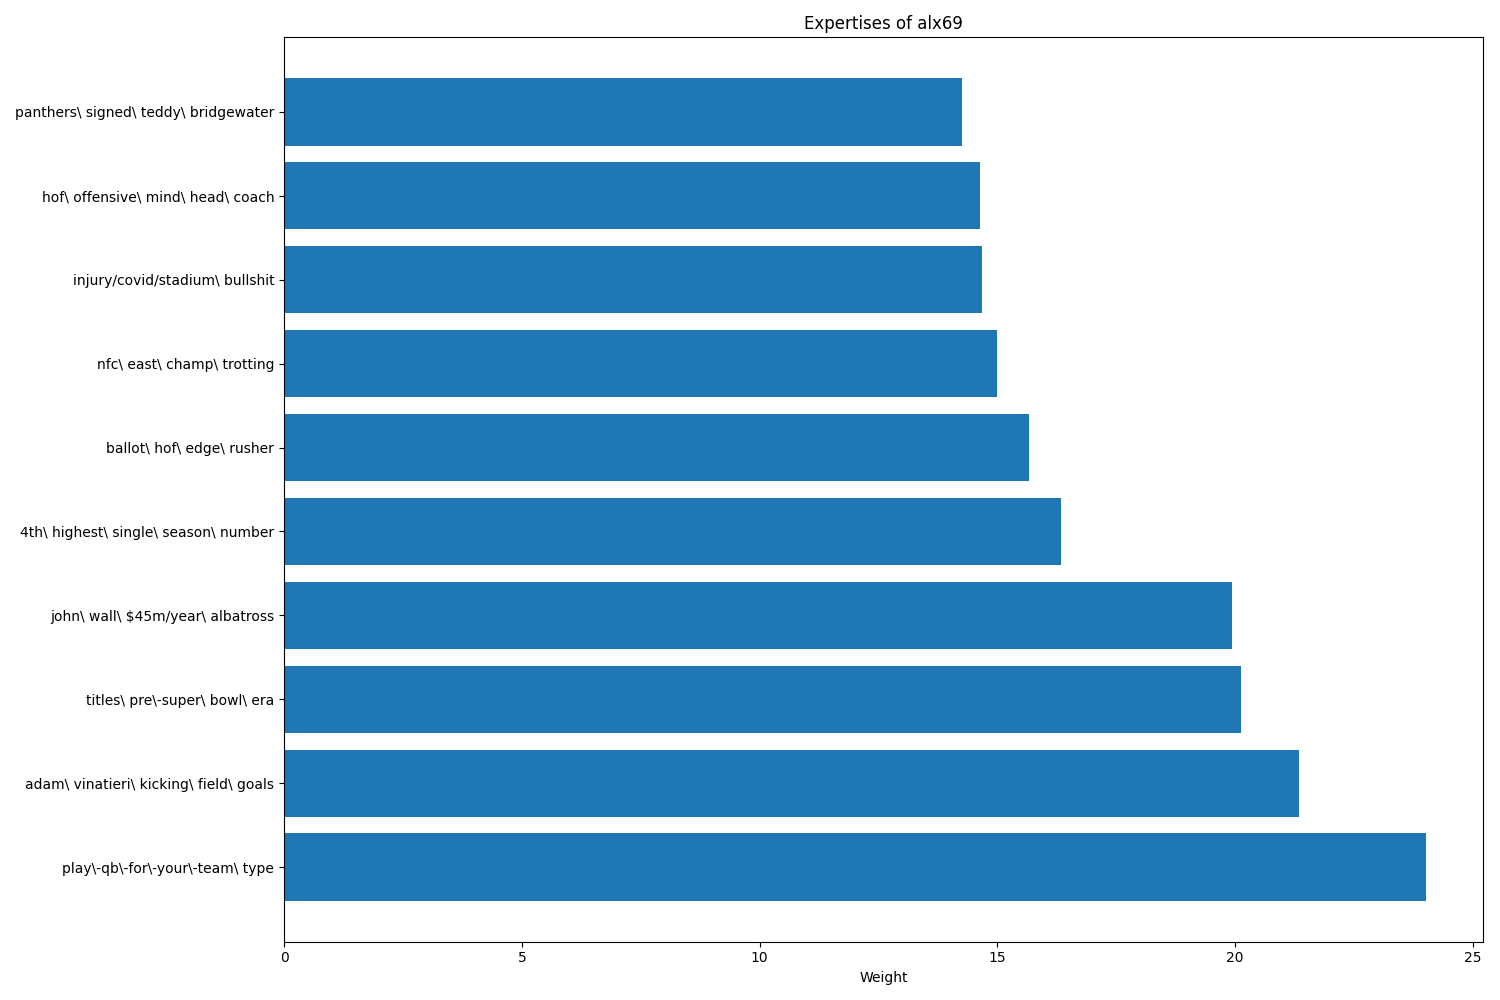 Expertises of alx69
panthers\ signed\ teddy\ bridgewater
hof\ offensive\ mind\ head\ coach
injury/covid/stadium\ bullshit
nfc\ east\ champ\ trotting
ballot\ hof\ edge\ rusher
4th\ highest\ single\ season\ number
john\ wall\ $45m/year\ albatross
titles\ pre\-super\ bowl\ era
adam\ vinatieri\ kicking\ field\ goals
play\-qb\-for\-your\-team\ type
0 5 10 15 20 25
Weight